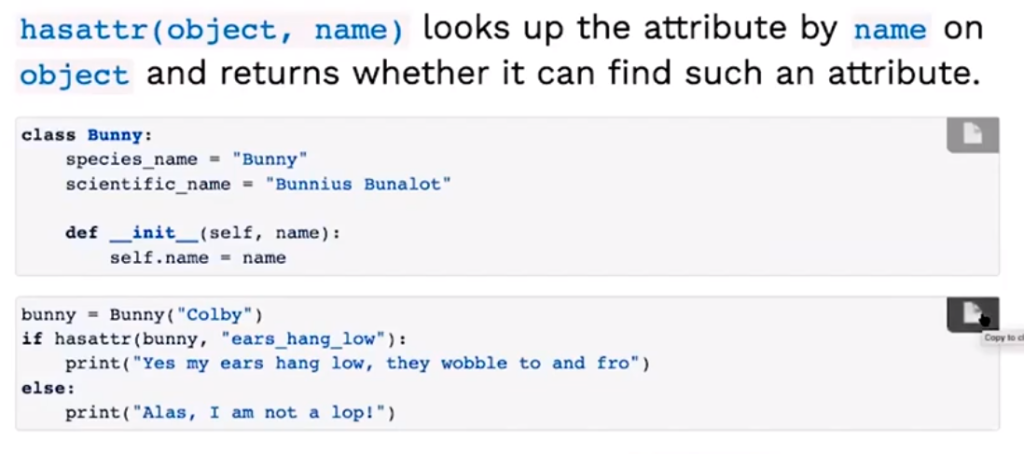 hasattr(object, name) looks up the attribute by name on
object and returns whether it can find such an attribute.
class Bunny:
    species_name = "Bunny"
    scientific_name = "Bunnius Bunalot"
    def __init__(self, name):
        self.name = name
bunny = Bunny("Colby")
if hasattr(bunny, "ears_hang_low"):
    print("Yes my ears hang low, they wobble to and fro")
else:
    print("Alas, I am not a lop!")
Copy to cl